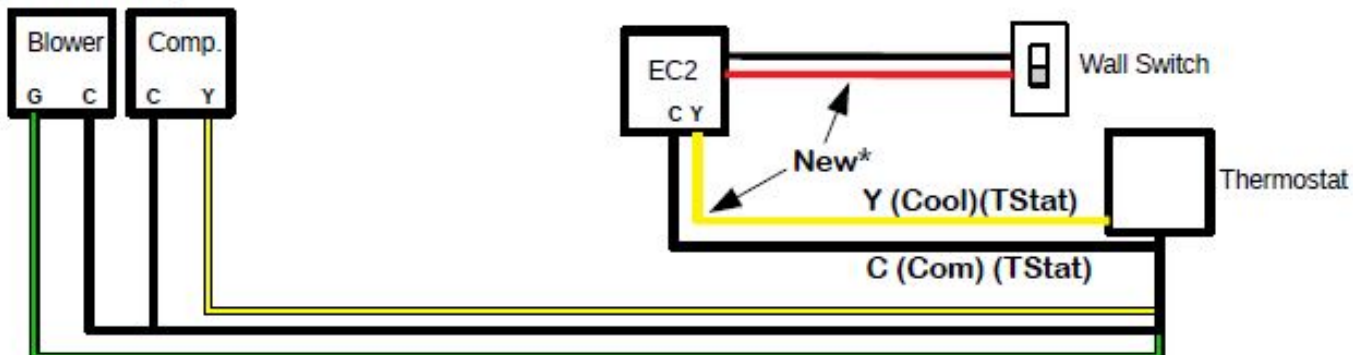 Blower
Comp.
G C
C Y
EC2
C Y
Wall Switch
New*
Thermostat
Y (Cool)(TStat)
C (Com) (TStat)